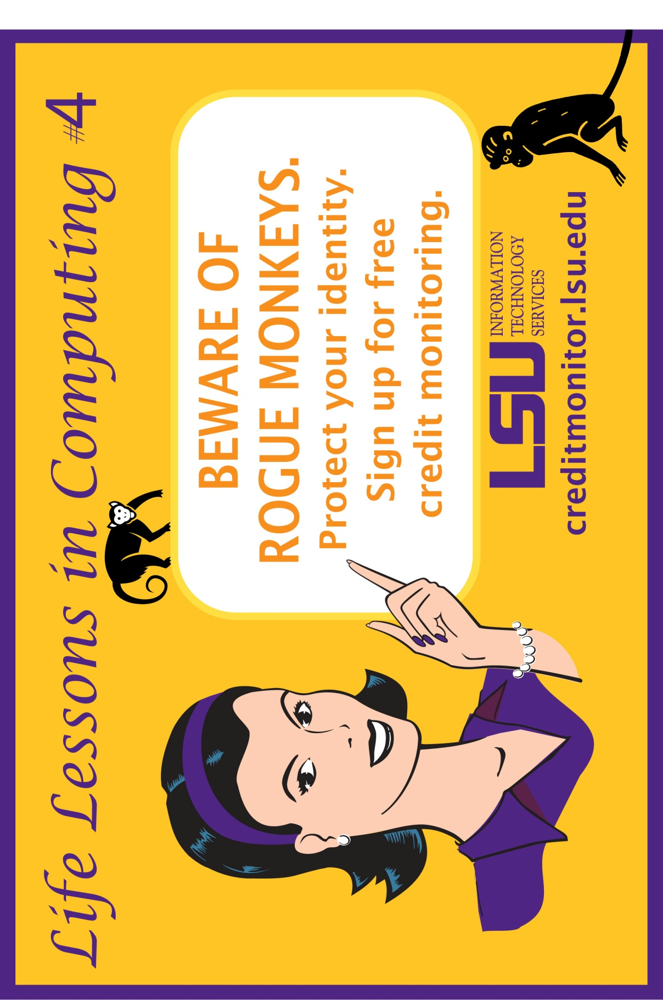 Life Lessons in Computing #4
BEWARE OF
ROGUE MONKEYS.
Protect your identity.
Sign up for free
credit monitoring.
LSU
INFORMATION
TECHNOLOGY
SERVICES
creditmonitor.lsu.edu